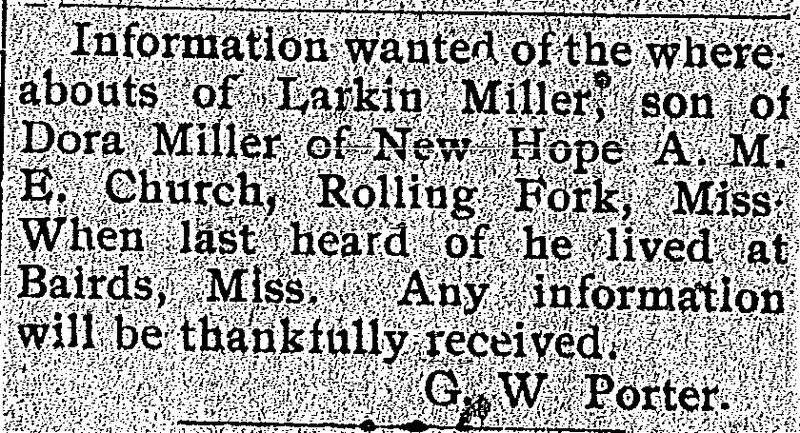 Information wanted of the where-
abouts of Larkin Miller, son of
Dora Miller of New Hope A. M.
E. Church, Rolling Fork, Miss.
When last heard of he lived at
Bairds, Miss. Any information
will be thankfully received.
G. W Porter.